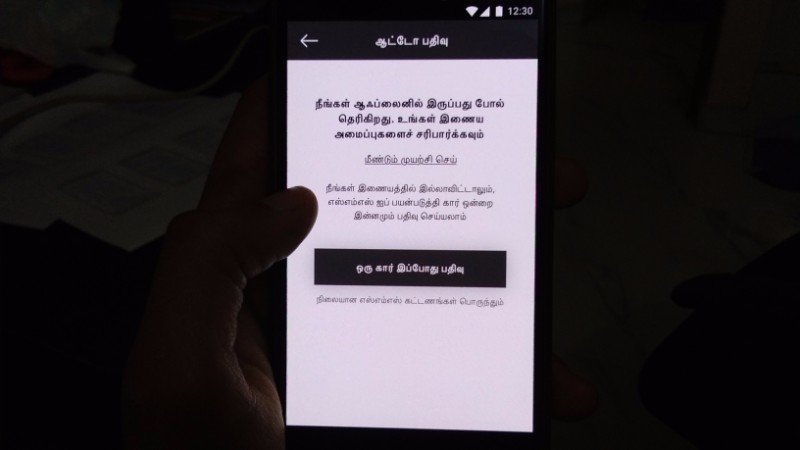 12:30
ஆட்டோ பதிவு
நீங்கள் ஆஃப்லைனில் இருப்பது போல்
தெரிகிறது. உங்கள் இணைய
அமைப்புகளைச் சரிபார்க்கவும்
மீண்டும் முயற்சி செய்
நீங்கள் இணையத்தில் இல்லாவிட்டாலும்,
எஸ்எம்எஸ் ஐப் பயன்படுத்தி கார் ஒன்றை
இன்னமும் பதிவு செய்யலாம்
ஒரு கார் இப்போது பதிவு
நிலையான எஸ்எம்எஸ் கட்டணங்கள் பொருந்தும்